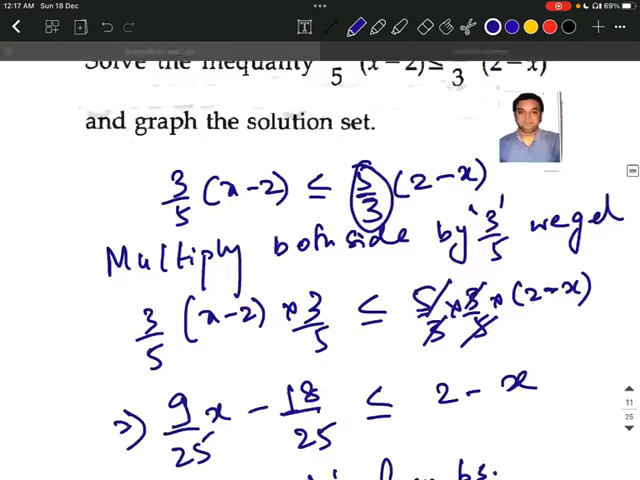 12:17 AM Sun 18 Dec
69%
Solve the inequality 3/5 (x−2) ≤ 5/3 (2−x)
and graph the solution set.
3/5 (x−2) ≤ 5/3 (2−x)
Multiply both side by '3/5' we get
3/5 (x−2) × 3/5 ≤ 5/3 × 3/5 × (2−x)
⇒) 9/25 x − 18/25 ≤ 2 − x
11
25